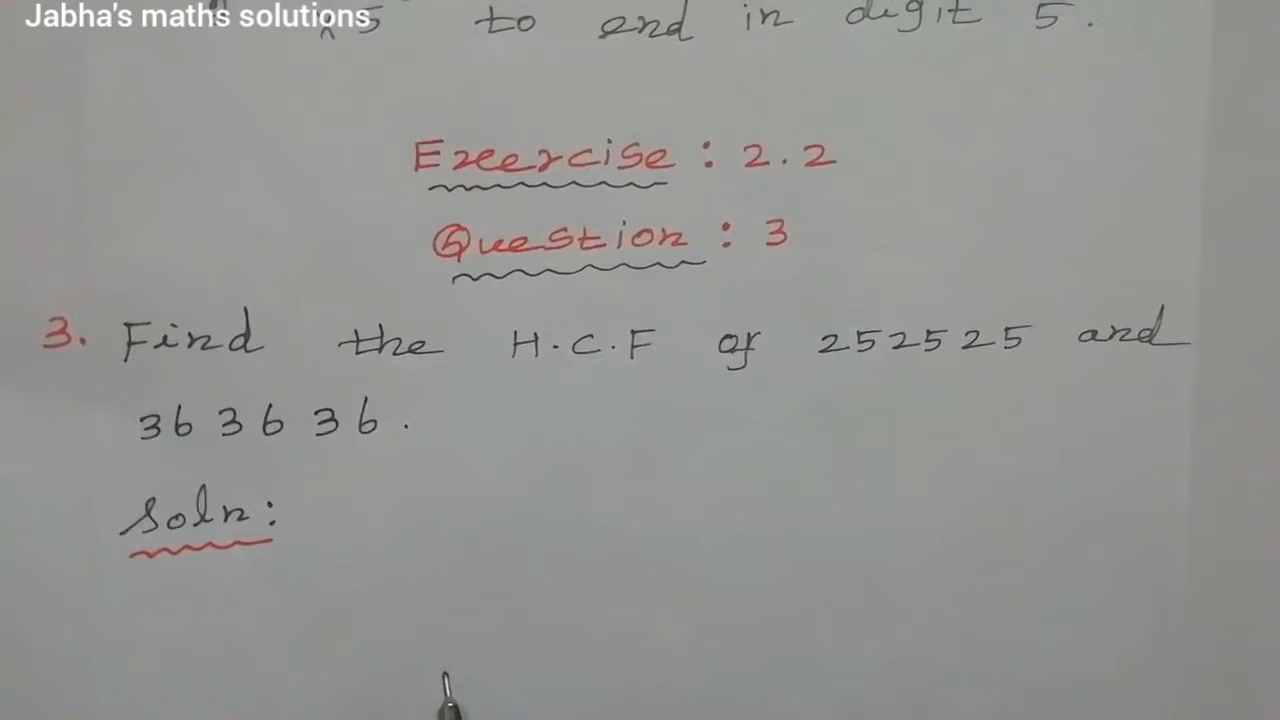 Jabha's maths solutions
5 to end in digit 5.
Exercise : 2.2
Question : 3
3. Find the H.C.F of 252525 and
363636.
Soln: